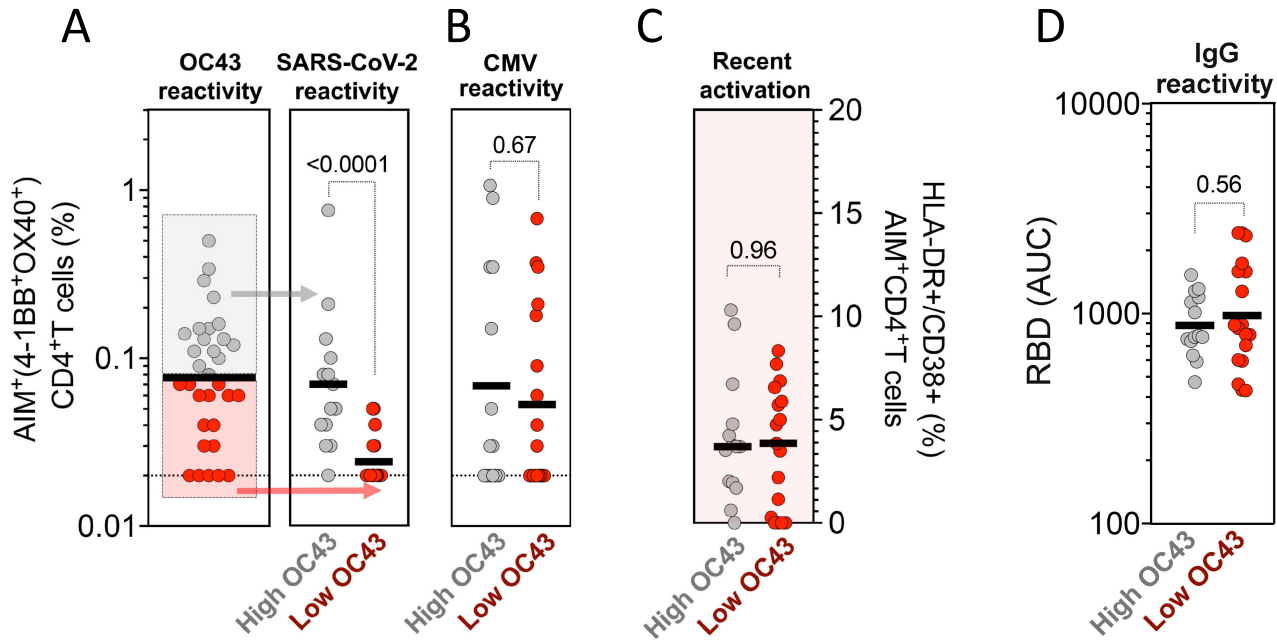 A
B
C
D
OC43
reactivity
SARS-CoV-2
reactivity
CMV
reactivity
Recent
activation
IgG
reactivity
AIM⁺(4-1BB⁺OX40⁺)
CD4⁺T cells (%)
1
0.1
0.01
<0.0001
0.67
0.96
20
15
10
5
0
HLA-DR+/CD38+ (%)
AIM⁺CD4⁺T cells
RBD (AUC)
10000
1000
100
0.56
High OC43
Low OC43
High OC43
Low OC43
High OC43
Low OC43
High OC43
Low OC43